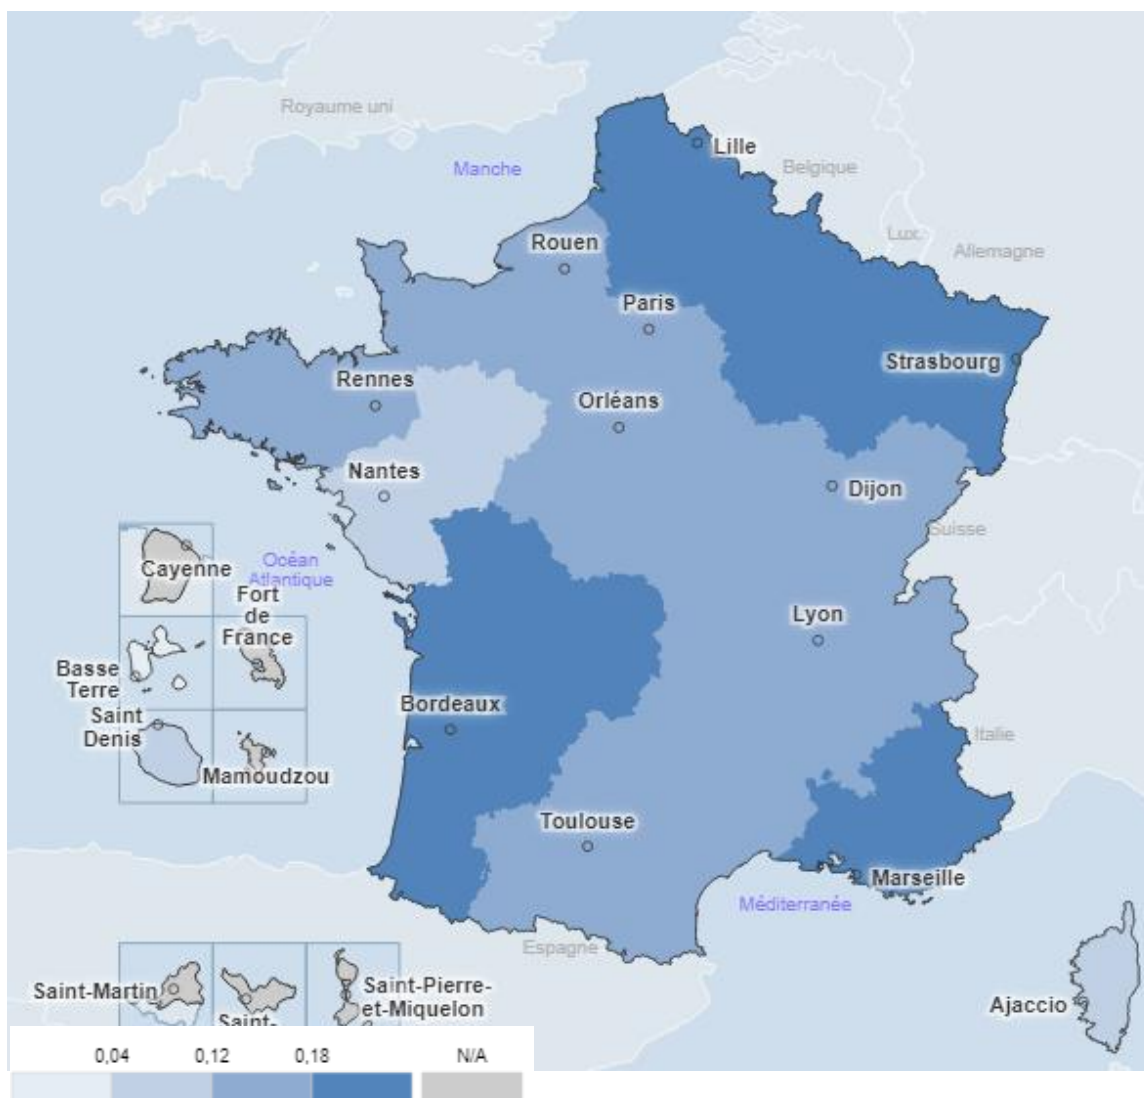 Royaume uni
Manche
Lille
Belgique
Lux.
Allemagne
Rouen
Paris
Strasbourg
Rennes
Orléans
Nantes
Dijon
Suisse
Océan
Atlantique
Cayenne
Fort
de
France
Lyon
Basse
Terre
Saint
Denis
Bordeaux
Italie
Mamoudzou
Toulouse
Marseille
Méditerranée
Espagne
Saint-Martin
Saint-
Saint-Pierre-
et-Miquelon
Ajaccio
0,04 0,12 0,18 N/A